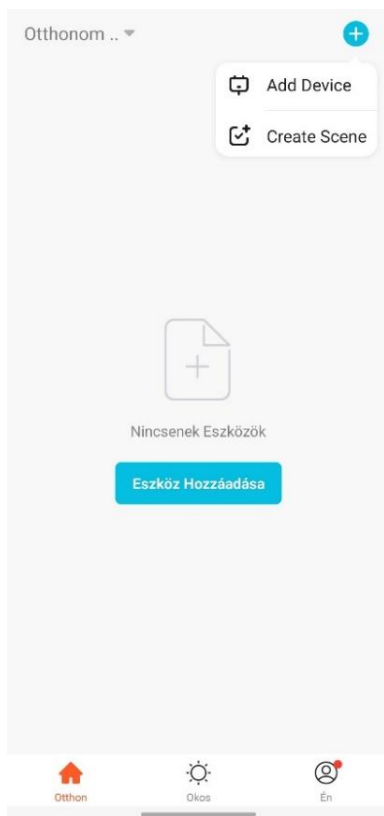 Otthonom ..
Add Device
Create Scene
Nincsenek Eszközök
Eszköz Hozzáadása
Otthon
Okos
Én